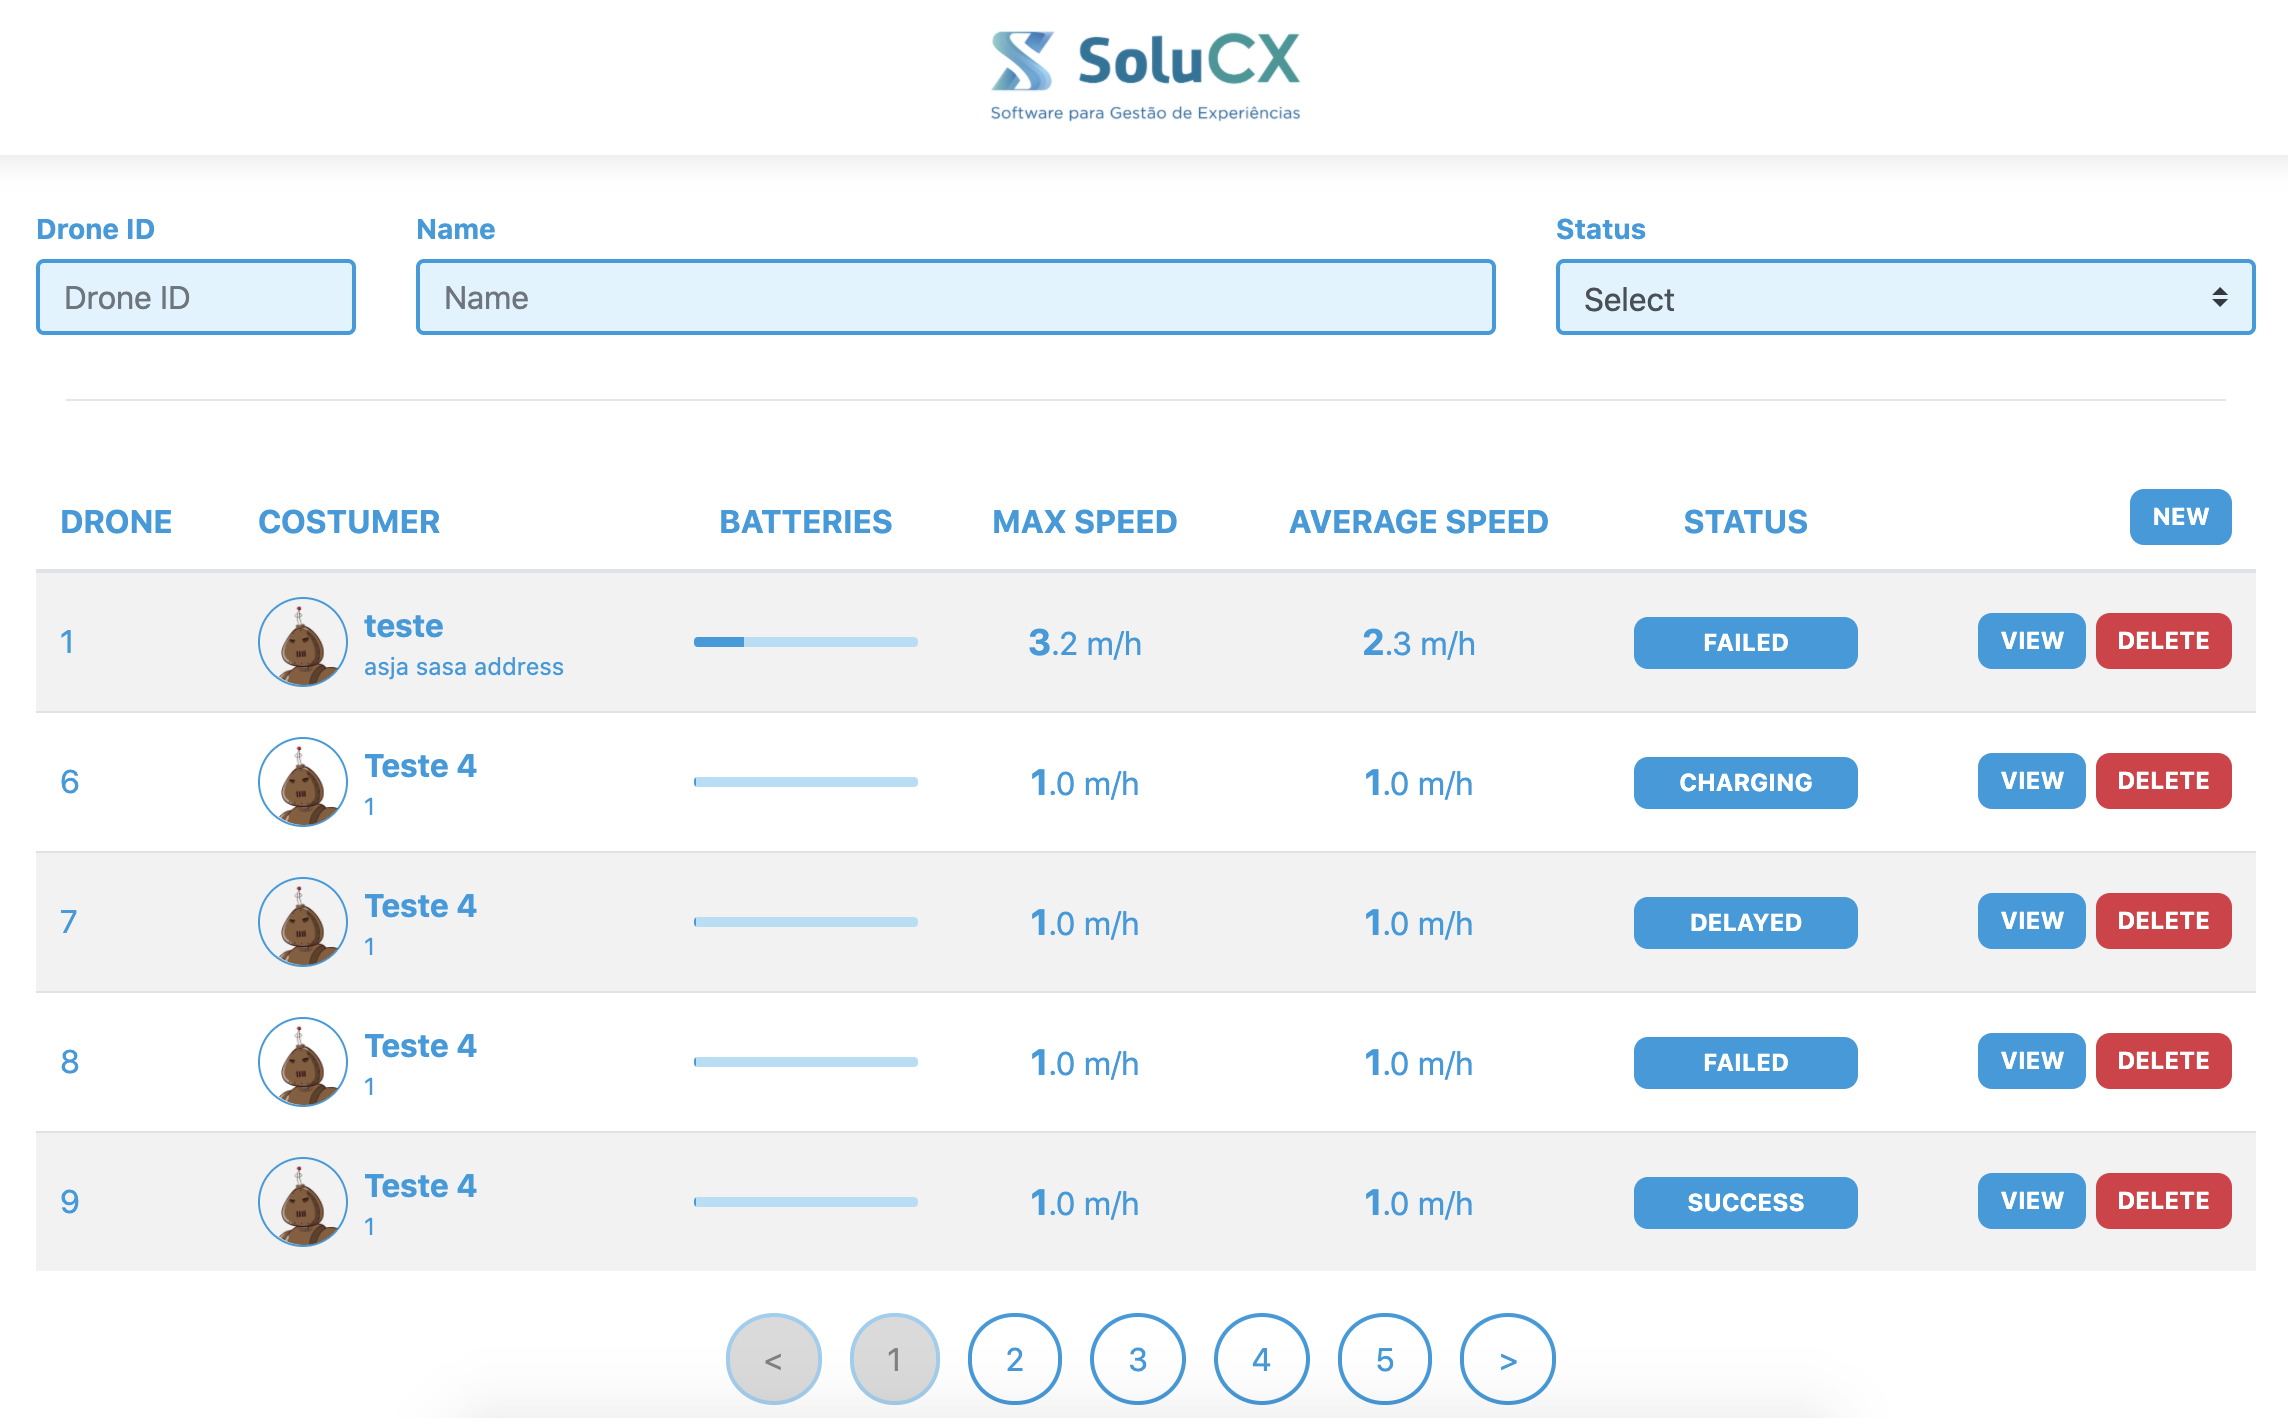 SoluCX
Software para Gestão de Experiências
Drone ID
Name
Status
Drone ID
Name
Select
DRONE COSTUMER BATTERIES MAX SPEED AVERAGE SPEED STATUS NEW
1 teste 3.2 m/h 2.3 m/h FAILED VIEW DELETE
asja sasa address
6 Teste 4 1.0 m/h 1.0 m/h CHARGING VIEW DELETE
1
7 Teste 4 1.0 m/h 1.0 m/h DELAYED VIEW DELETE
1
8 Teste 4 1.0 m/h 1.0 m/h FAILED VIEW DELETE
1
9 Teste 4 1.0 m/h 1.0 m/h SUCCESS VIEW DELETE
1
< 1 2 3 4 5 >